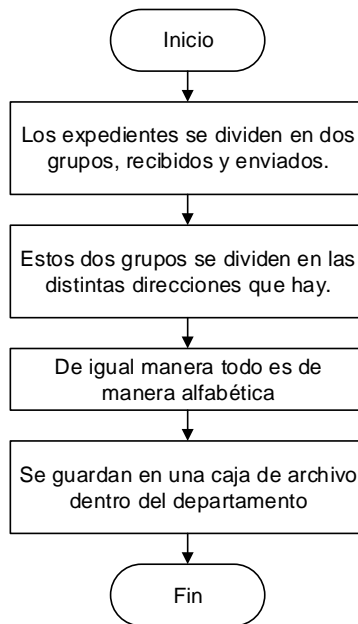 Inicio
Los expedientes se dividen en dos
grupos, recibidos y enviados.
Estos dos grupos se dividen en las
distintas direcciones que hay.
De igual manera todo es de
manera alfabética
Se guardan en una caja de archivo
dentro del departamento
Fin